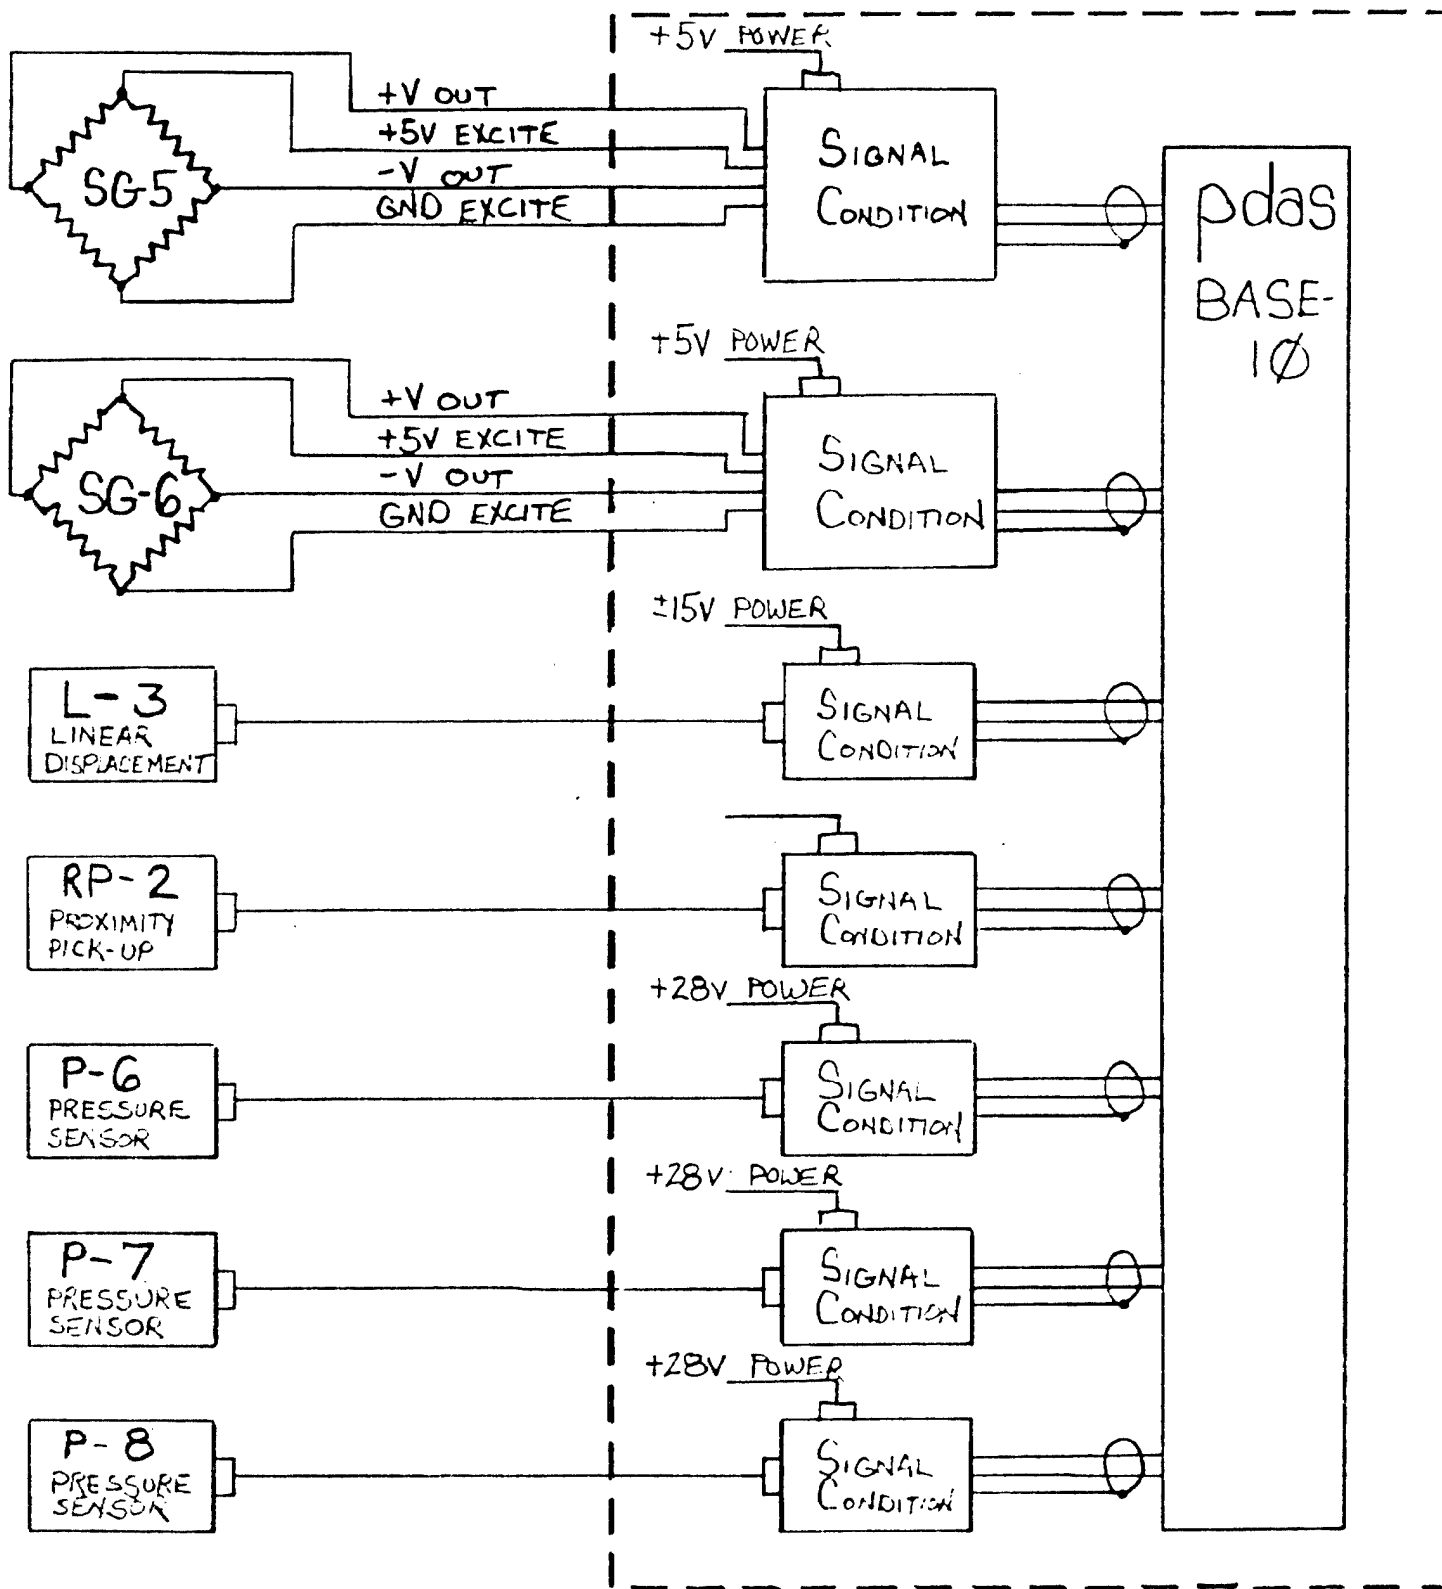 +5V POWER
+V OUT
+5V EXCITE
-V OUT
GND EXCITE
SG-5
SIGNAL
CONDITION
pdas
BASE-
1Ø
+5V POWER
+V OUT
+5V EXCITE
-V OUT
GND EXCITE
SG-6
SIGNAL
CONDITION
±15V POWER
L-3
LINEAR
DISPLACEMENT
SIGNAL
CONDITION
RP-2
PROXIMITY
PICK-UP
SIGNAL
CONDITION
+28V POWER
P-6
PRESSURE
SENSOR
SIGNAL
CONDITION
+28V POWER
P-7
PRESSURE
SENSOR
SIGNAL
CONDITION
+28V POWER
P-8
PRESSURE
SENSOR
SIGNAL
CONDITION